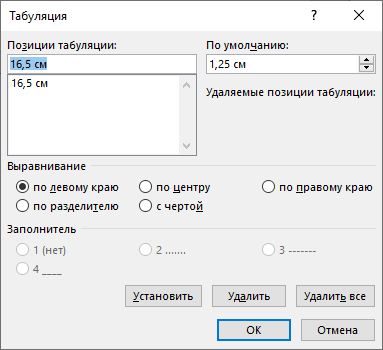 Табуляция ? ×
Позиции табуляции: По умолчанию:
16,5 см 1,25 см
16,5 см Удаляемые позиции табуляции:
Выравнивание
по левому краю по центру по правому краю
по разделителю с чертой
Заполнитель
1 (нет) 2 ....... 3 -------
4 ____
Установить Удалить Удалить все
ОК Отмена